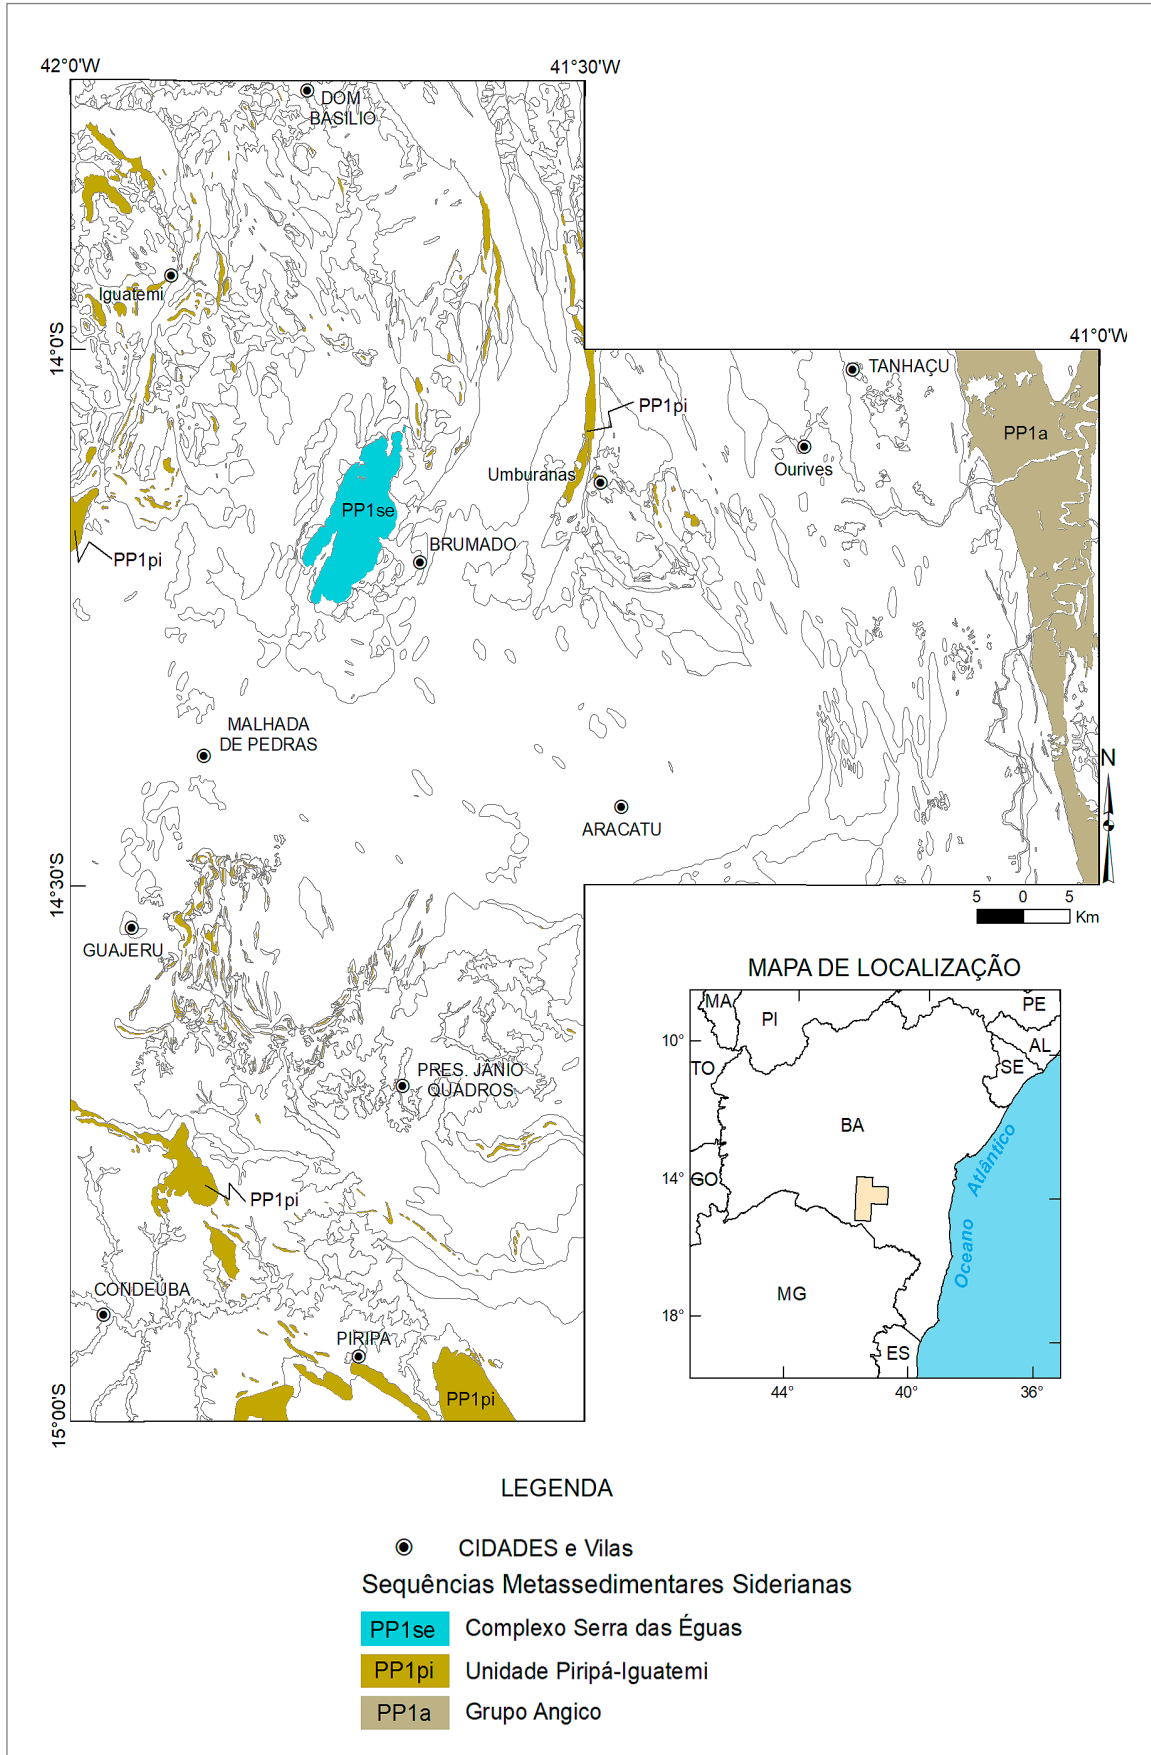 42°0'W
41°30'W
DOM
BASILIO
Iguatemi
14°0'S
41°0'W
TANHAÇU
PP1pi
PP1a
Ourives
Umburanas
PP1se
BRUMADO
PP1pi
MALHADA
DE PEDRAS
N
ARACATU
14°30'S
5 0 5
Km
GUAJERU
MAPA DE LOCALIZAÇÃO
MA
PI
PE
10°
AL
TO
SE
PRES. JÂNIO
QUADROS
BA
Atlântico
14°
GO
PP1pi
Oceano
CONDEÚBA
MG
18°
PIRIPA
ES
PP1pi
44° 40° 36°
15°00'S
LEGENDA
CIDADES e Vilas
Sequências Metassedimentares Siderianas
PP1se Complexo Serra das Éguas
PP1pi Unidade Piripá-Iguatemi
PP1a Grupo Angico